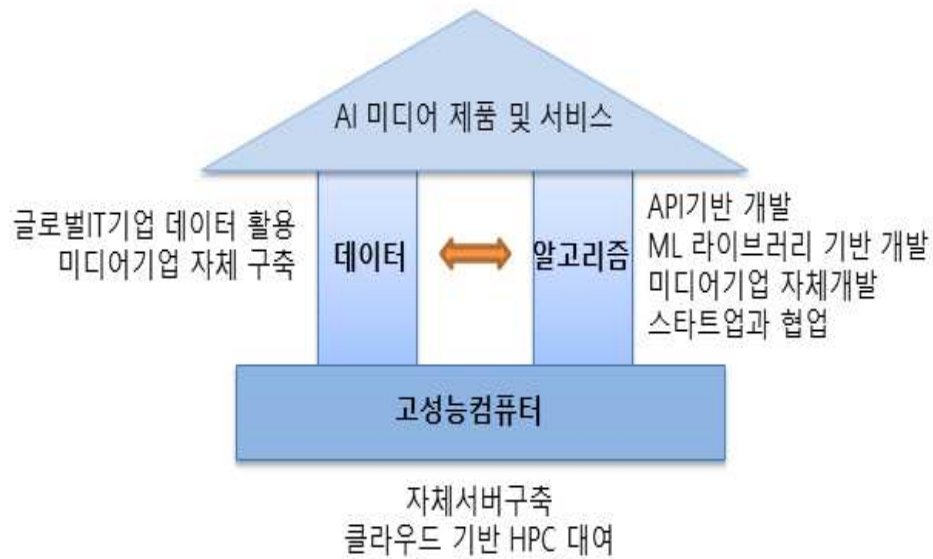 AI 미디어 제품 및 서비스
글로벌IT기업 데이터 활용
미디어기업 자체 구축
데이터
알고리즘
API기반 개발
ML 라이브러리 기반 개발
미디어기업 자체개발
스타트업과 협업
고성능컴퓨터
자체서버구축
클라우드 기반 HPC 대여